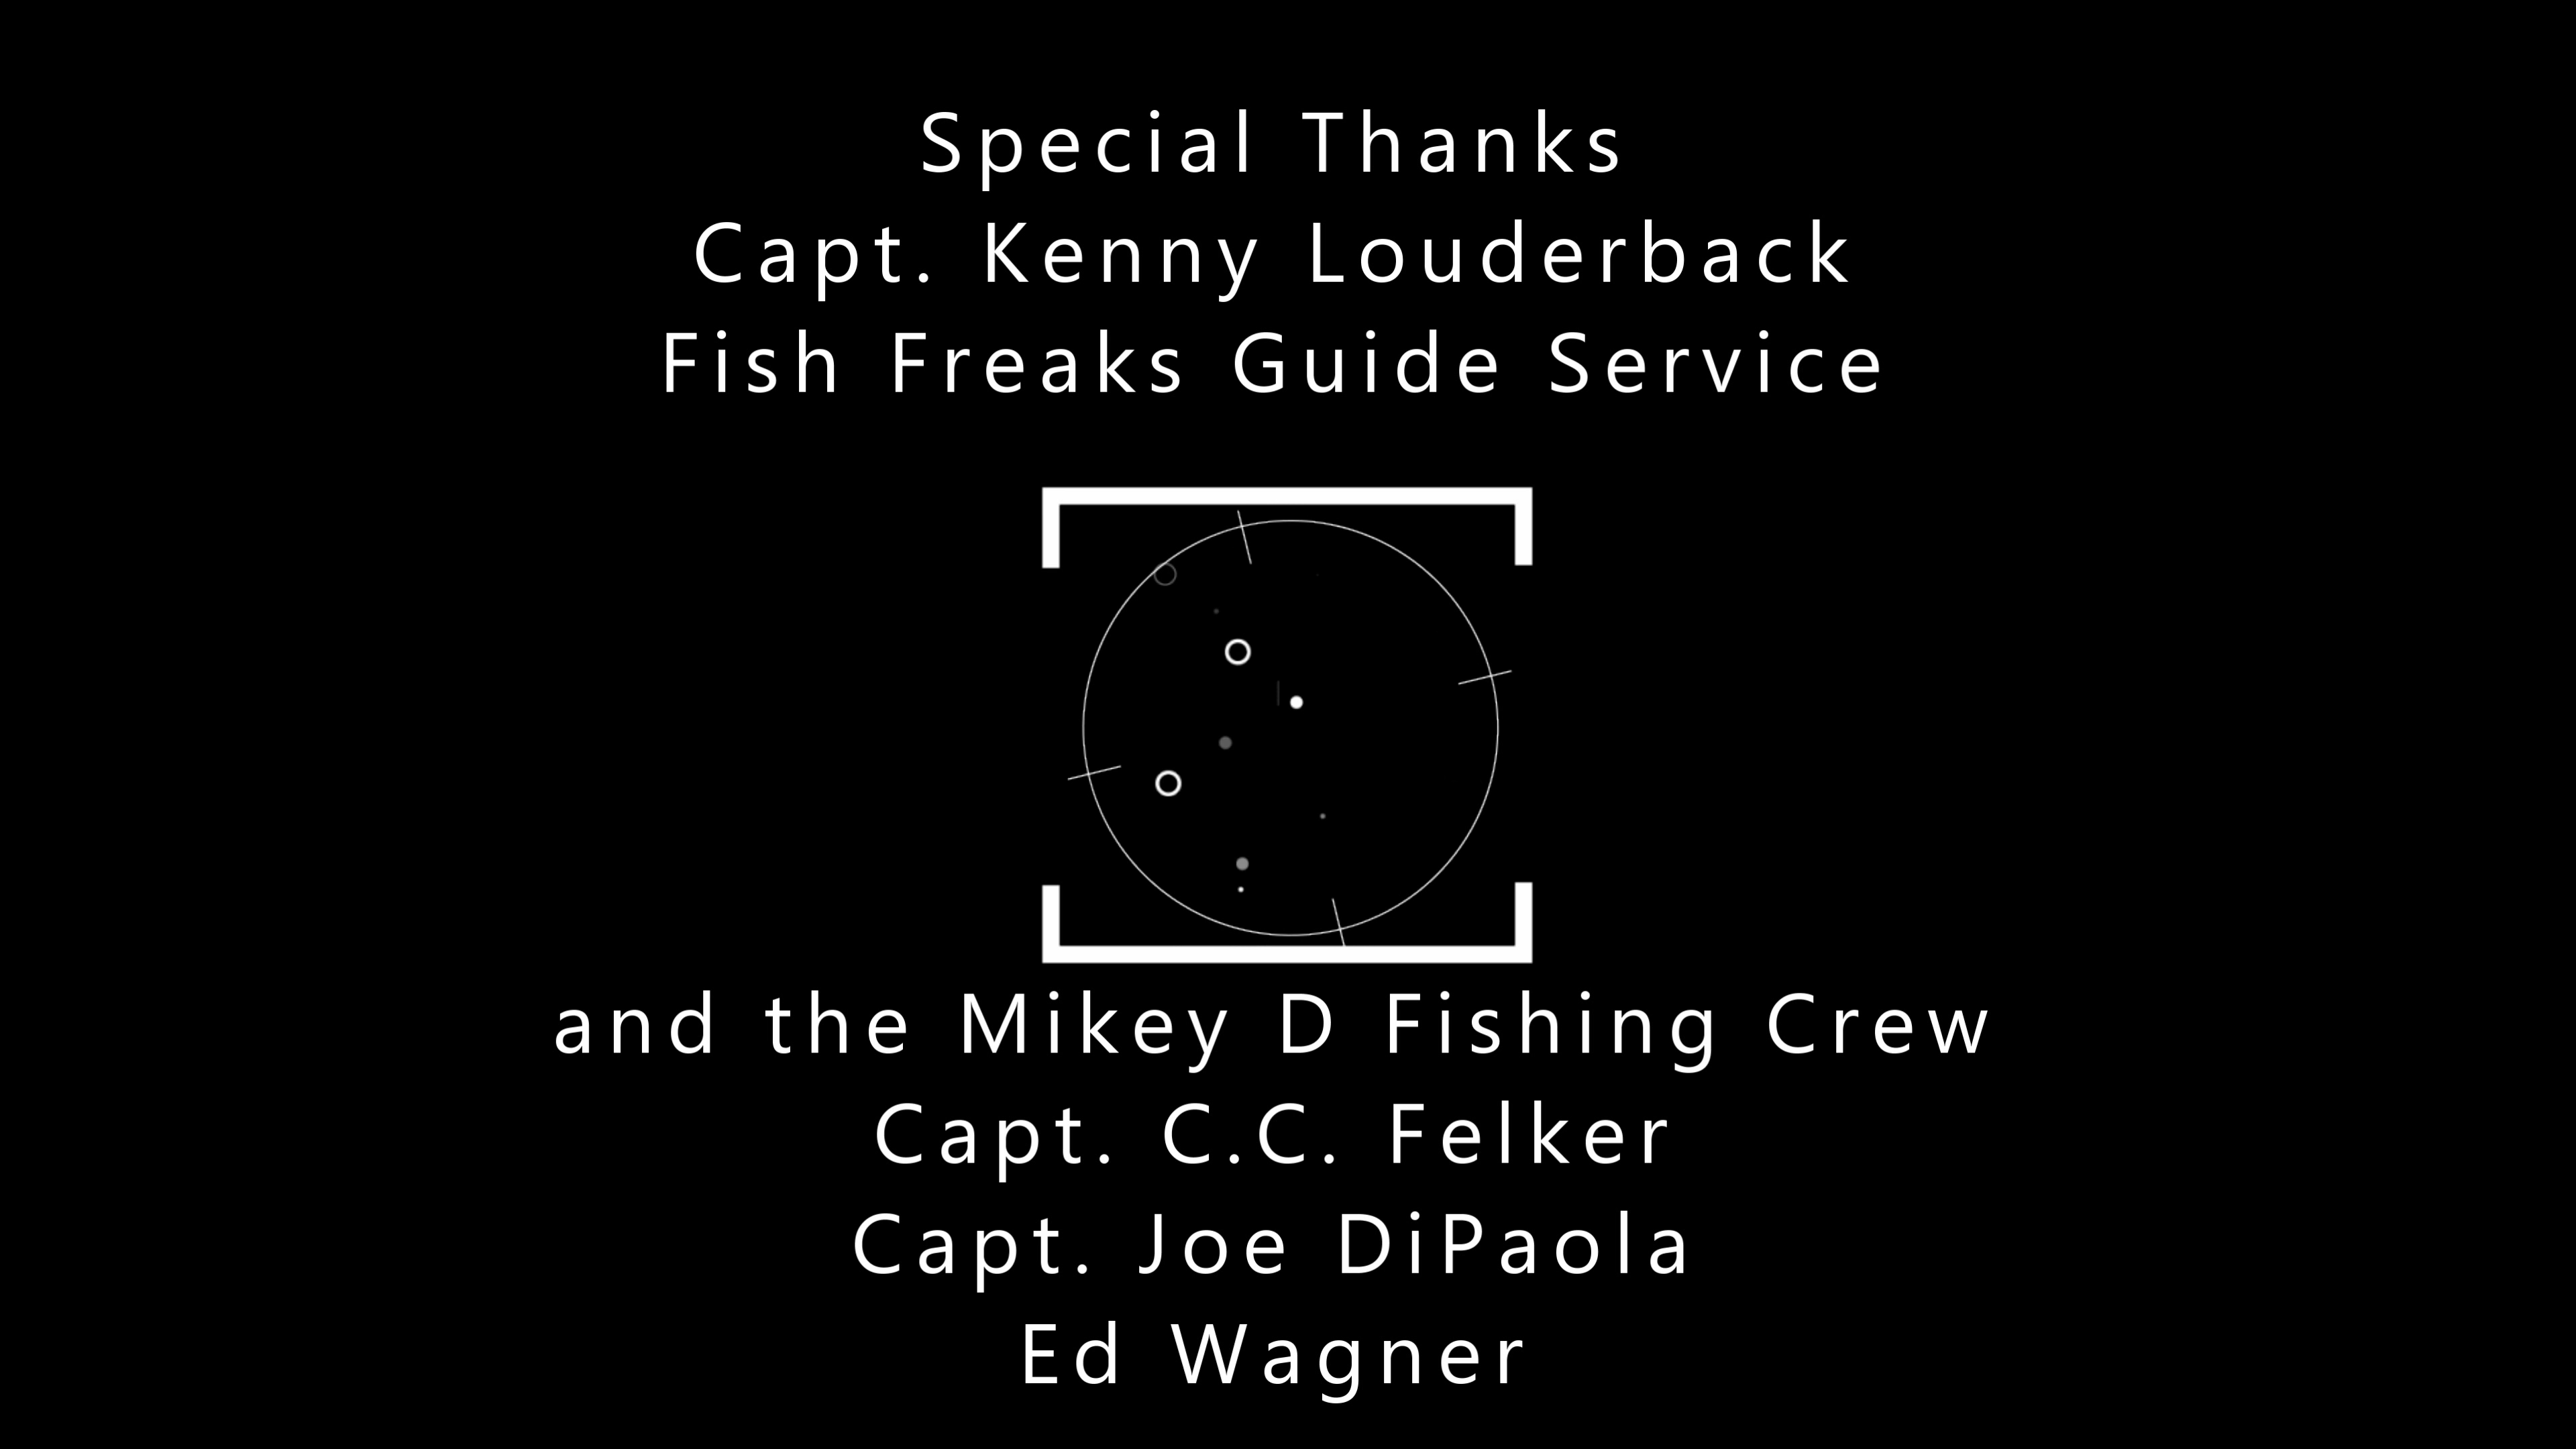 Special Thanks
Capt. Kenny Louderback
Fish Freaks Guide Service
and the Mikey D Fishing Crew
Capt. C.C. Felker
Capt. Joe DiPaola
Ed Wagner